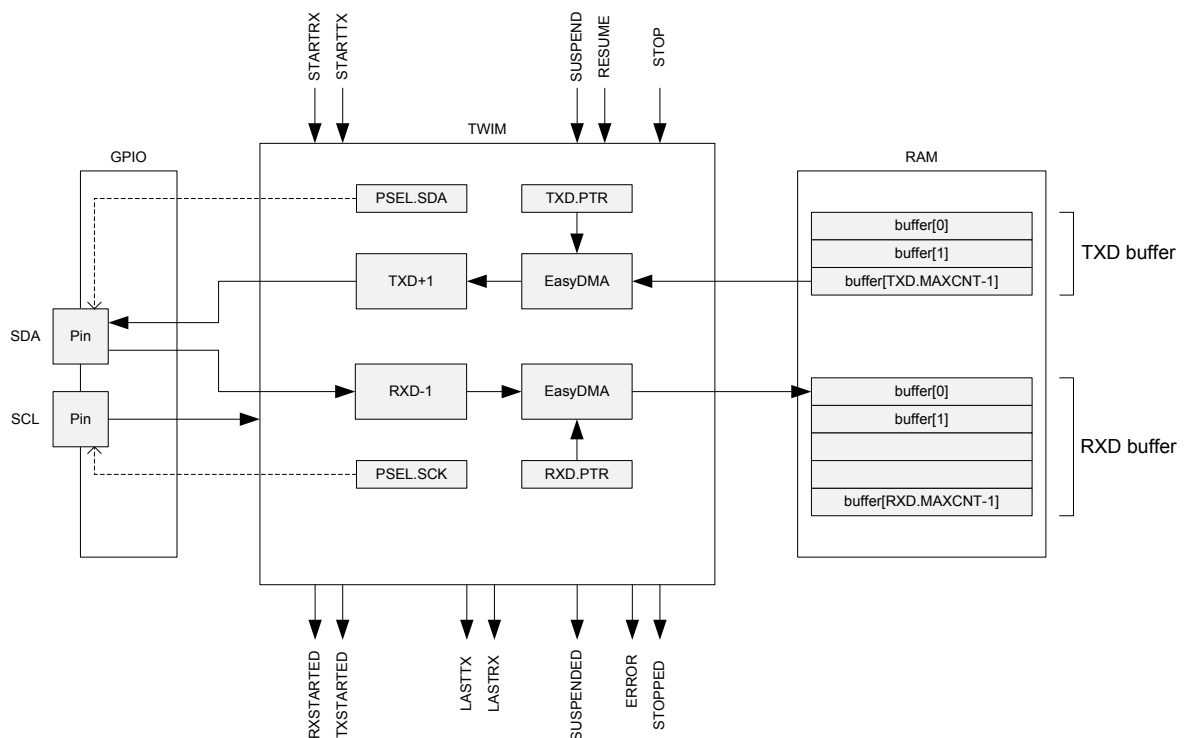 STARTRX
STARTTX
SUSPEND
RESUME
STOP
TWIM
GPIO
RAM
PSEL.SDA
TXD.PTR
buffer[0]
buffer[1]
buffer[TXD.MAXCNT-1]
TXD buffer
TXD+1
EasyDMA
SDA
Pin
RXD-1
EasyDMA
SCL
Pin
buffer[0]
buffer[1]
buffer[RXD.MAXCNT-1]
RXD buffer
PSEL.SCK
RXD.PTR
RXSTARTED
TXSTARTED
LASTTX
LASTRX
SUSPENDED
ERROR
STOPPED